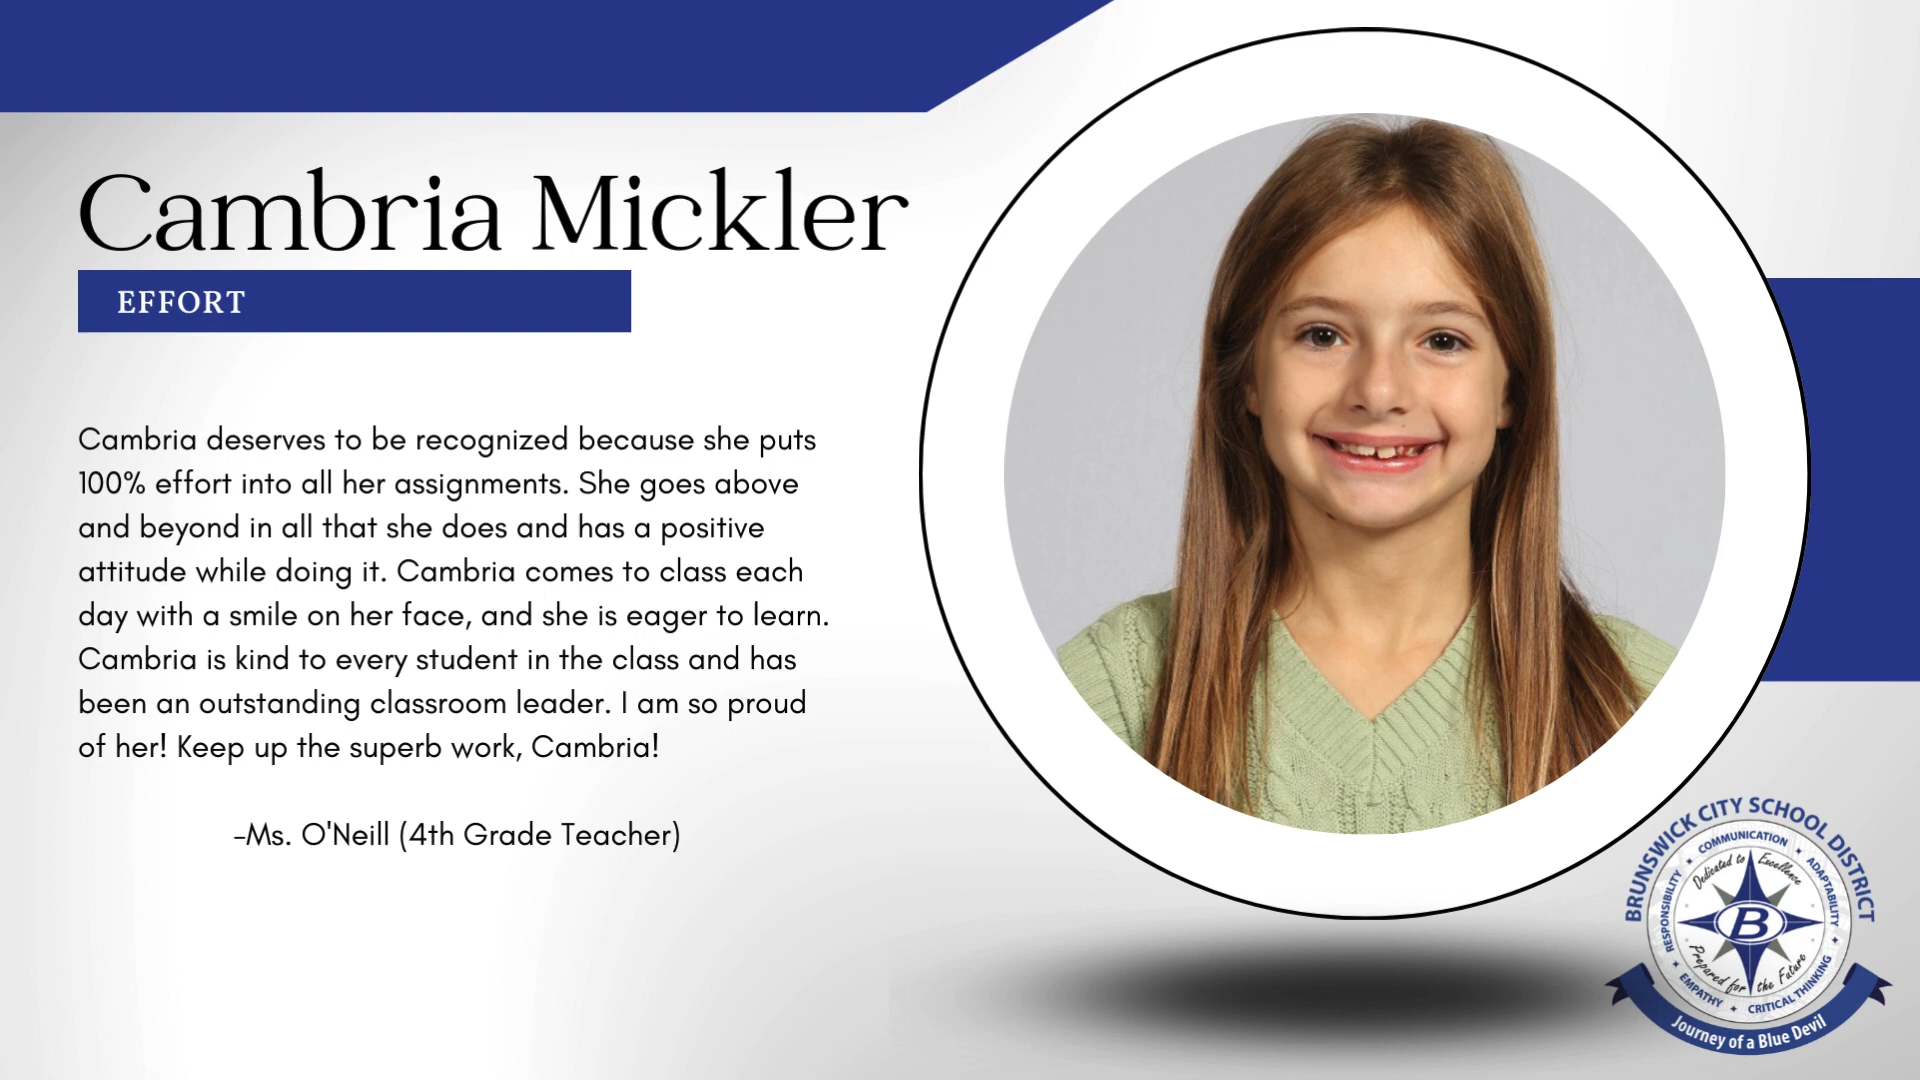 Cambria Mickler
EFFORT
Cambria deserves to be recognized because she puts
100% effort into all her assignments. She goes above
and beyond in all that she does and has a positive
attitude while doing it. Cambria comes to class each
day with a smile on her face, and she is eager to learn.
Cambria is kind to every student in the class and has
been an outstanding classroom leader. I am so proud
of her! Keep up the superb work, Cambria!
-Ms. O'Neill (4th Grade Teacher)
BRUNSWICK CITY SCHOOL DISTRICT
RESPONSIBILITY ✦ COMMUNICATION ✦ ADAPTABILITY ✦
Dedicated to Excellence
B
Prepared for the Future
✦ EMPATHY ✦ CRITICAL THINKING
Journey of a Blue Devil